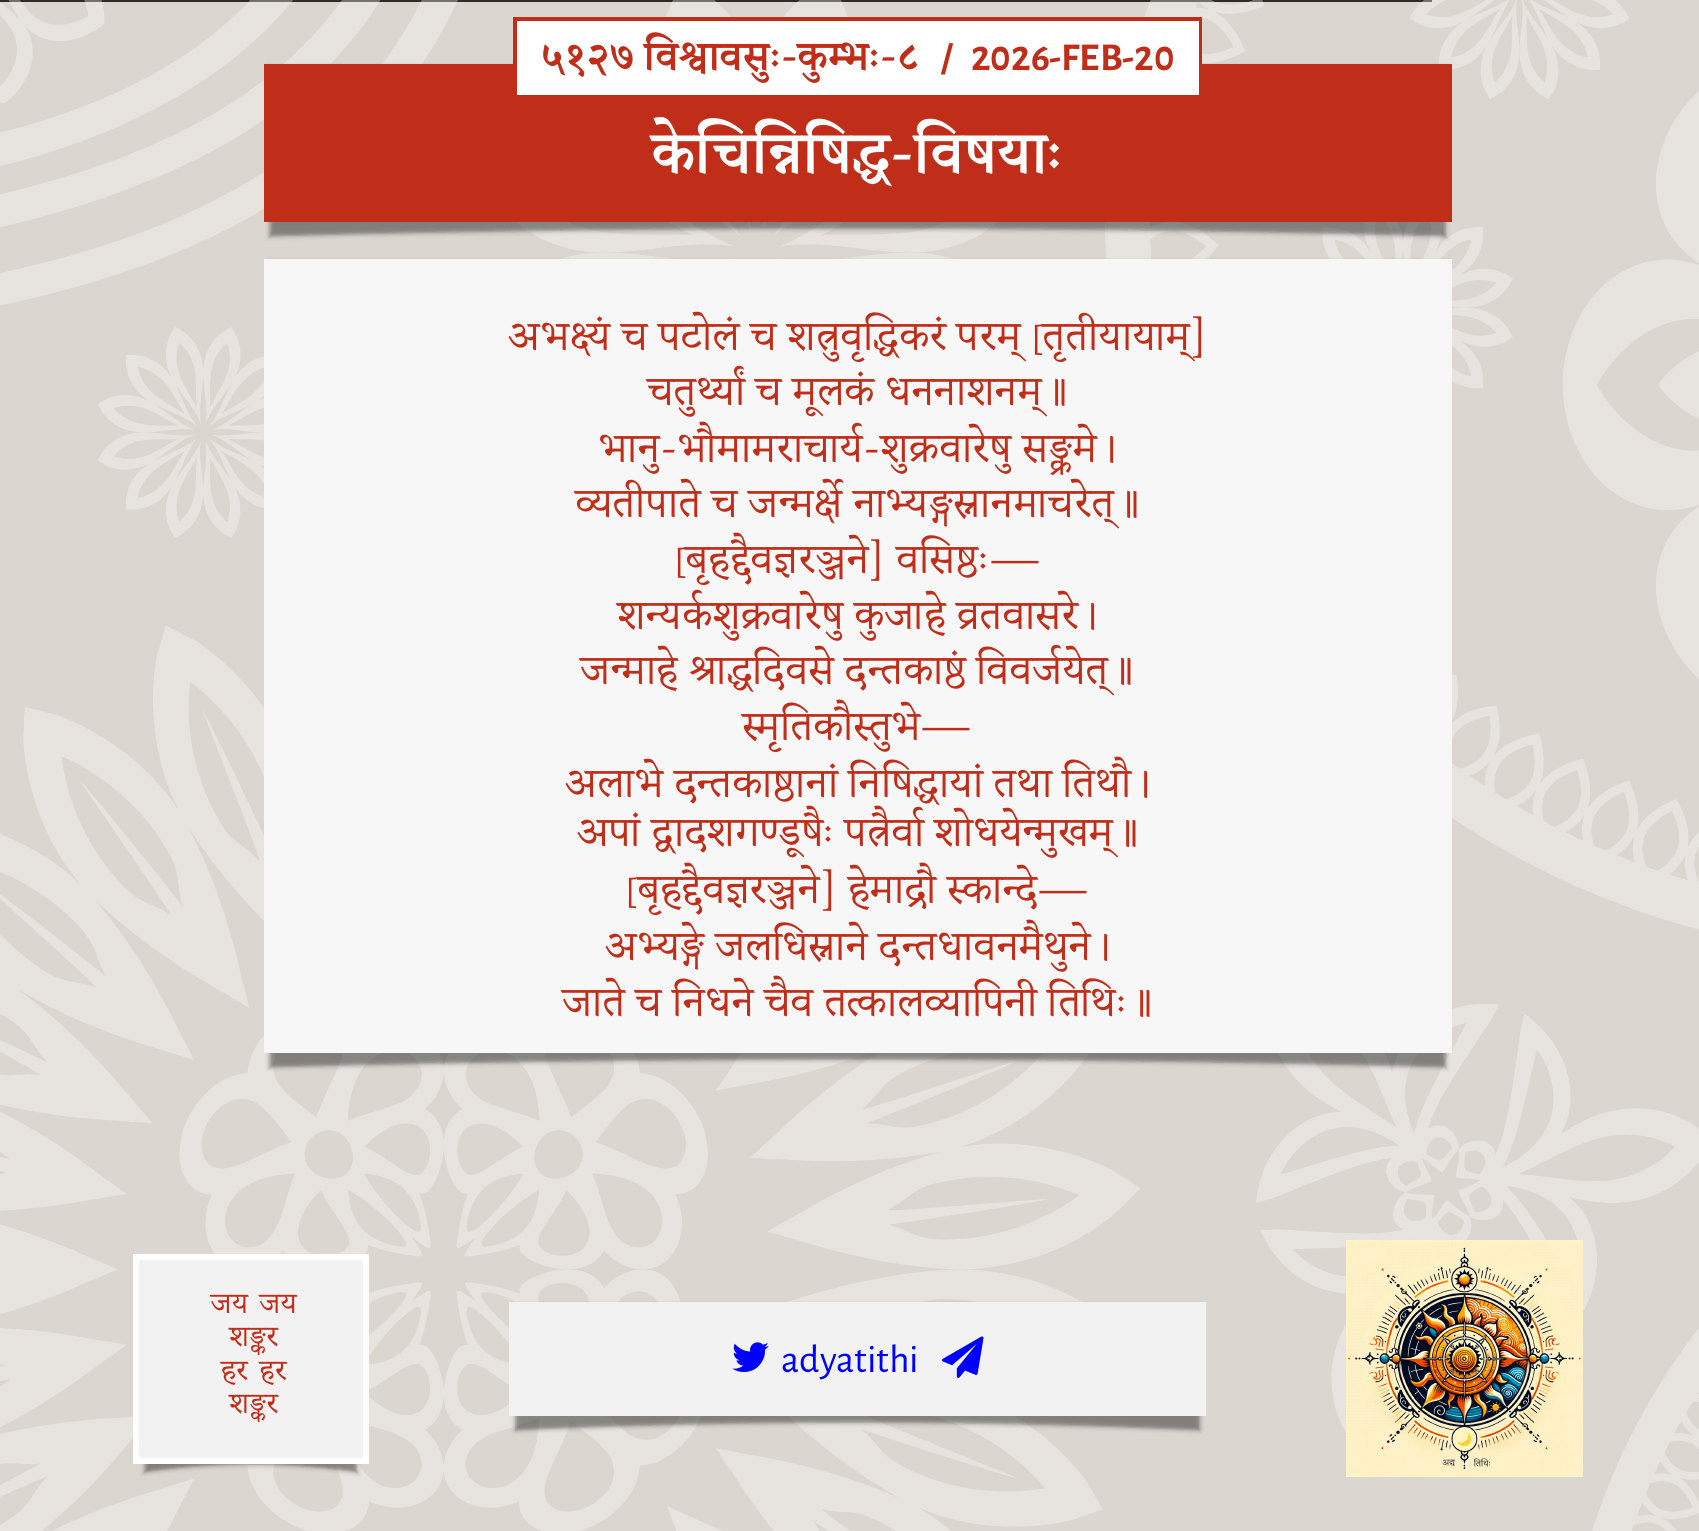 ५१२७ विश्वावसुः-कुम्भः-८ / 2026-FEB-20
केचिन्निषिद्ध-विषयाः
अभक्ष्यं च पटोलं च शत्रुवृद्धिकरं परम् [तृतीयायाम्]
चतुर्थ्यां च मूलकं धननाशनम्॥
भानु-भौमामराचार्य-शुक्रवारेषु सङ्क्रमे।
व्यतीपाते च जन्मर्क्षे नाभ्यङ्गस्नानमाचरेत्॥
[बृहद्दैवज्ञरञ्जने] वसिष्ठः—
शन्यर्कशुक्रवारेषु कुजाहे व्रतवासरे।
जन्माहे श्राद्धदिवसे दन्तकाष्ठं विवर्जयेत्॥
स्मृतिकौस्तुभे—
अलाभे दन्तकाष्ठानां निषिद्धायां तथा तिथौ।
अपां द्वादशगण्डूषैः पत्रैर्वा शोधयेन्मुखम्॥
[बृहद्दैवज्ञरञ्जने] हेमाद्रौ स्कान्दे—
अभ्यङ्गे जलधिस्नाने दन्तधावनमैथुने।
जाते च निधने चैव तत्कालव्यापिनी तिथिः॥
जय जय
शङ्कर
हर हर
शङ्कर
adyatithi
अद्य तिथिः